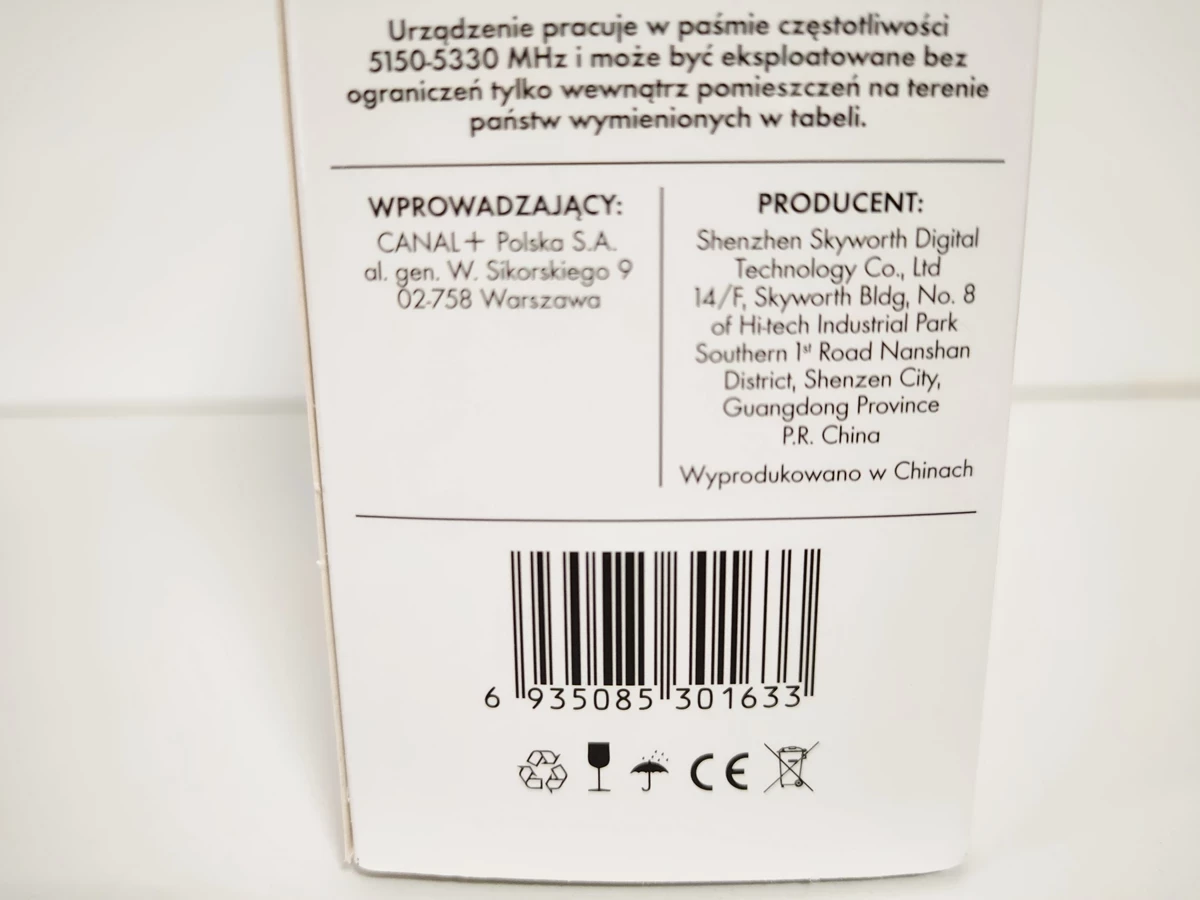 Urządzenie pracuje w paśmie częstotliwości
5150-5330 MHz i może być eksploatowane bez
ograniczeń tylko wewnątrz pomieszczeń na terenie
państw wymienionych w tabeli.
WPROWADZAJĄCY:
CANAL+ Polska S.A.
al. gen. W. Sikorskiego 9
02-758 Warszawa
PRODUCENT:
Shenzhen Skyworth Digital
Technology Co., Ltd
14/F, Skyworth Bldg, No. 8
of Hi-tech Industrial Park
Southern 1st Road Nanshan
District, Shenzen City,
Guangdong Province
P.R. China
Wyprodukowano w Chinach
6 935085 301633
CE